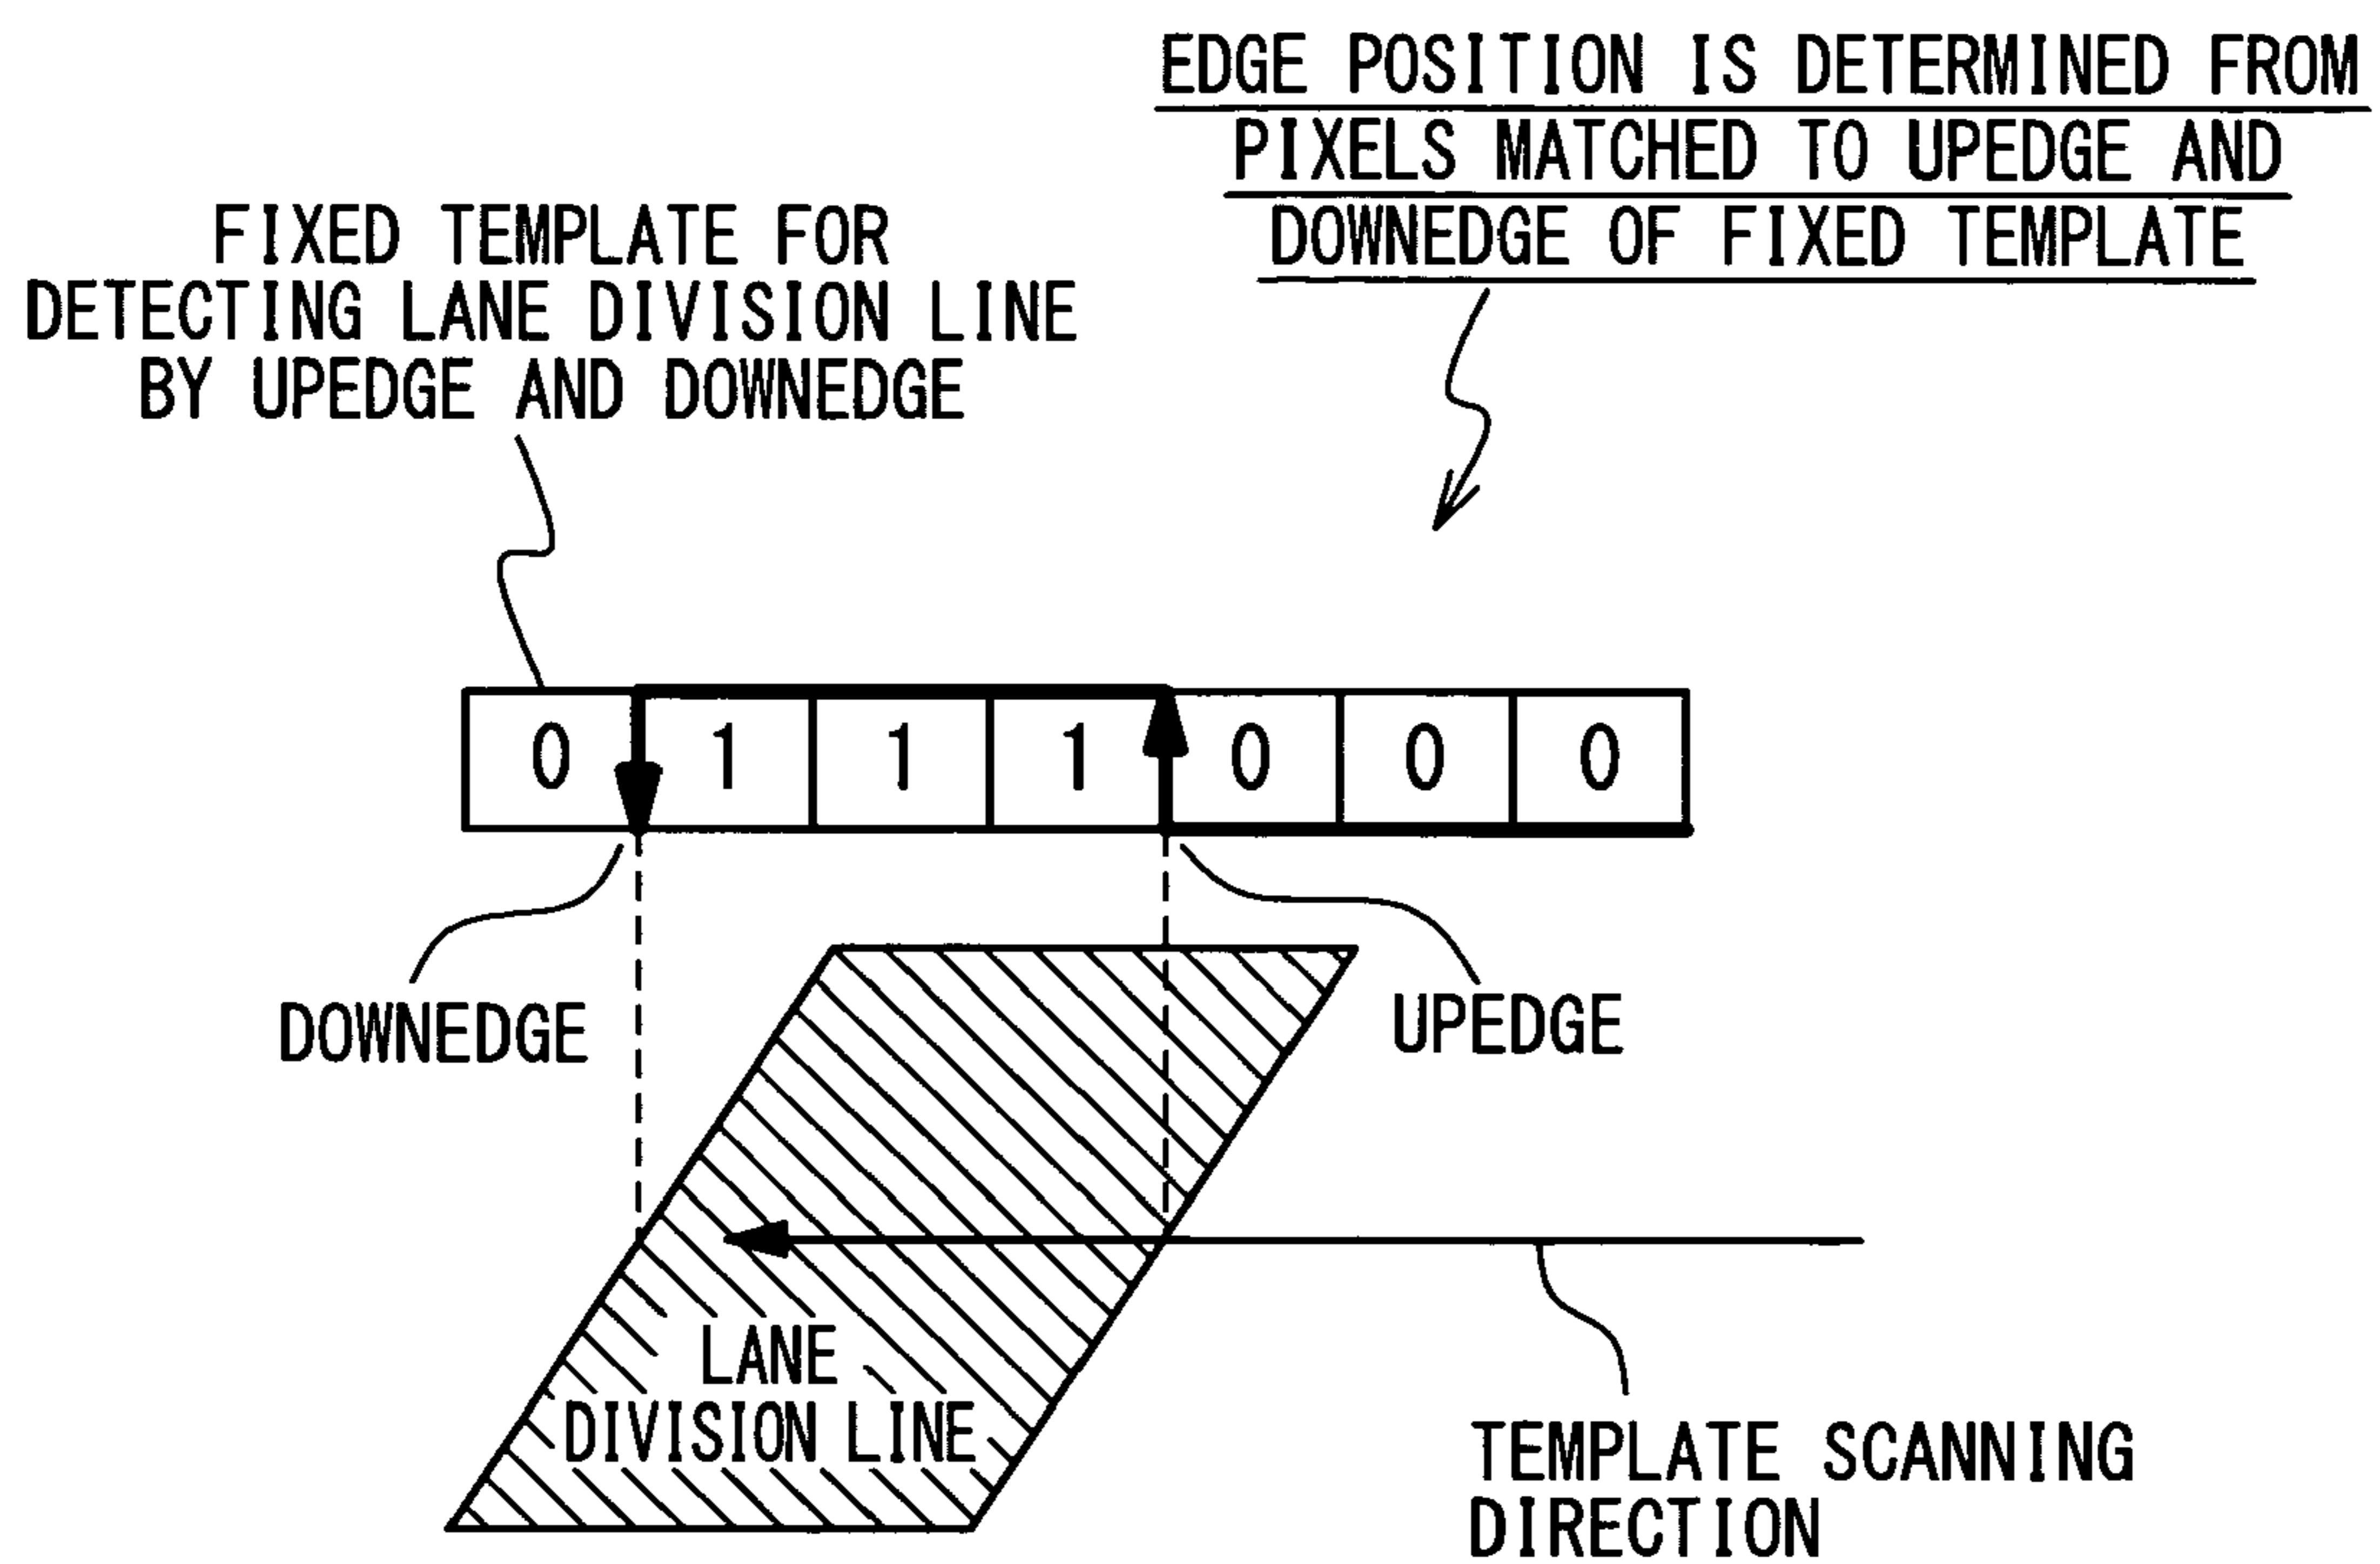 EDGE POSITION IS DETERMINED FROM
PIXELS MATCHED TO UPEDGE AND
DOWNEDGE OF FIXED TEMPLATE
FIXED TEMPLATE FOR
DETECTING LANE DIVISION LINE
BY UPEDGE AND DOWNEDGE
0 1 1 1 0 0 0
DOWNEDGE
UPEDGE
LANE
DIVISION LINE
TEMPLATE SCANNING
DIRECTION